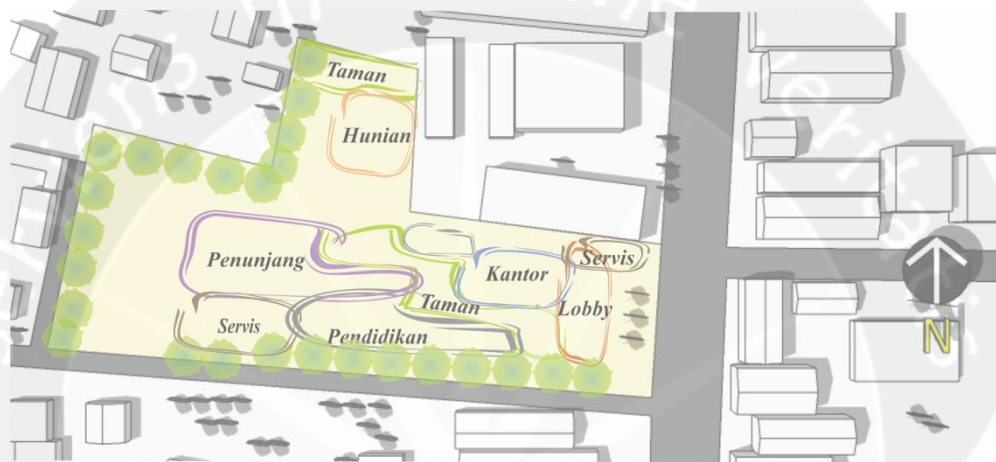 Taman
Hunian
Penunjang
Kantor
Servis
Taman
Lobby
Servis
Pendidikan
N